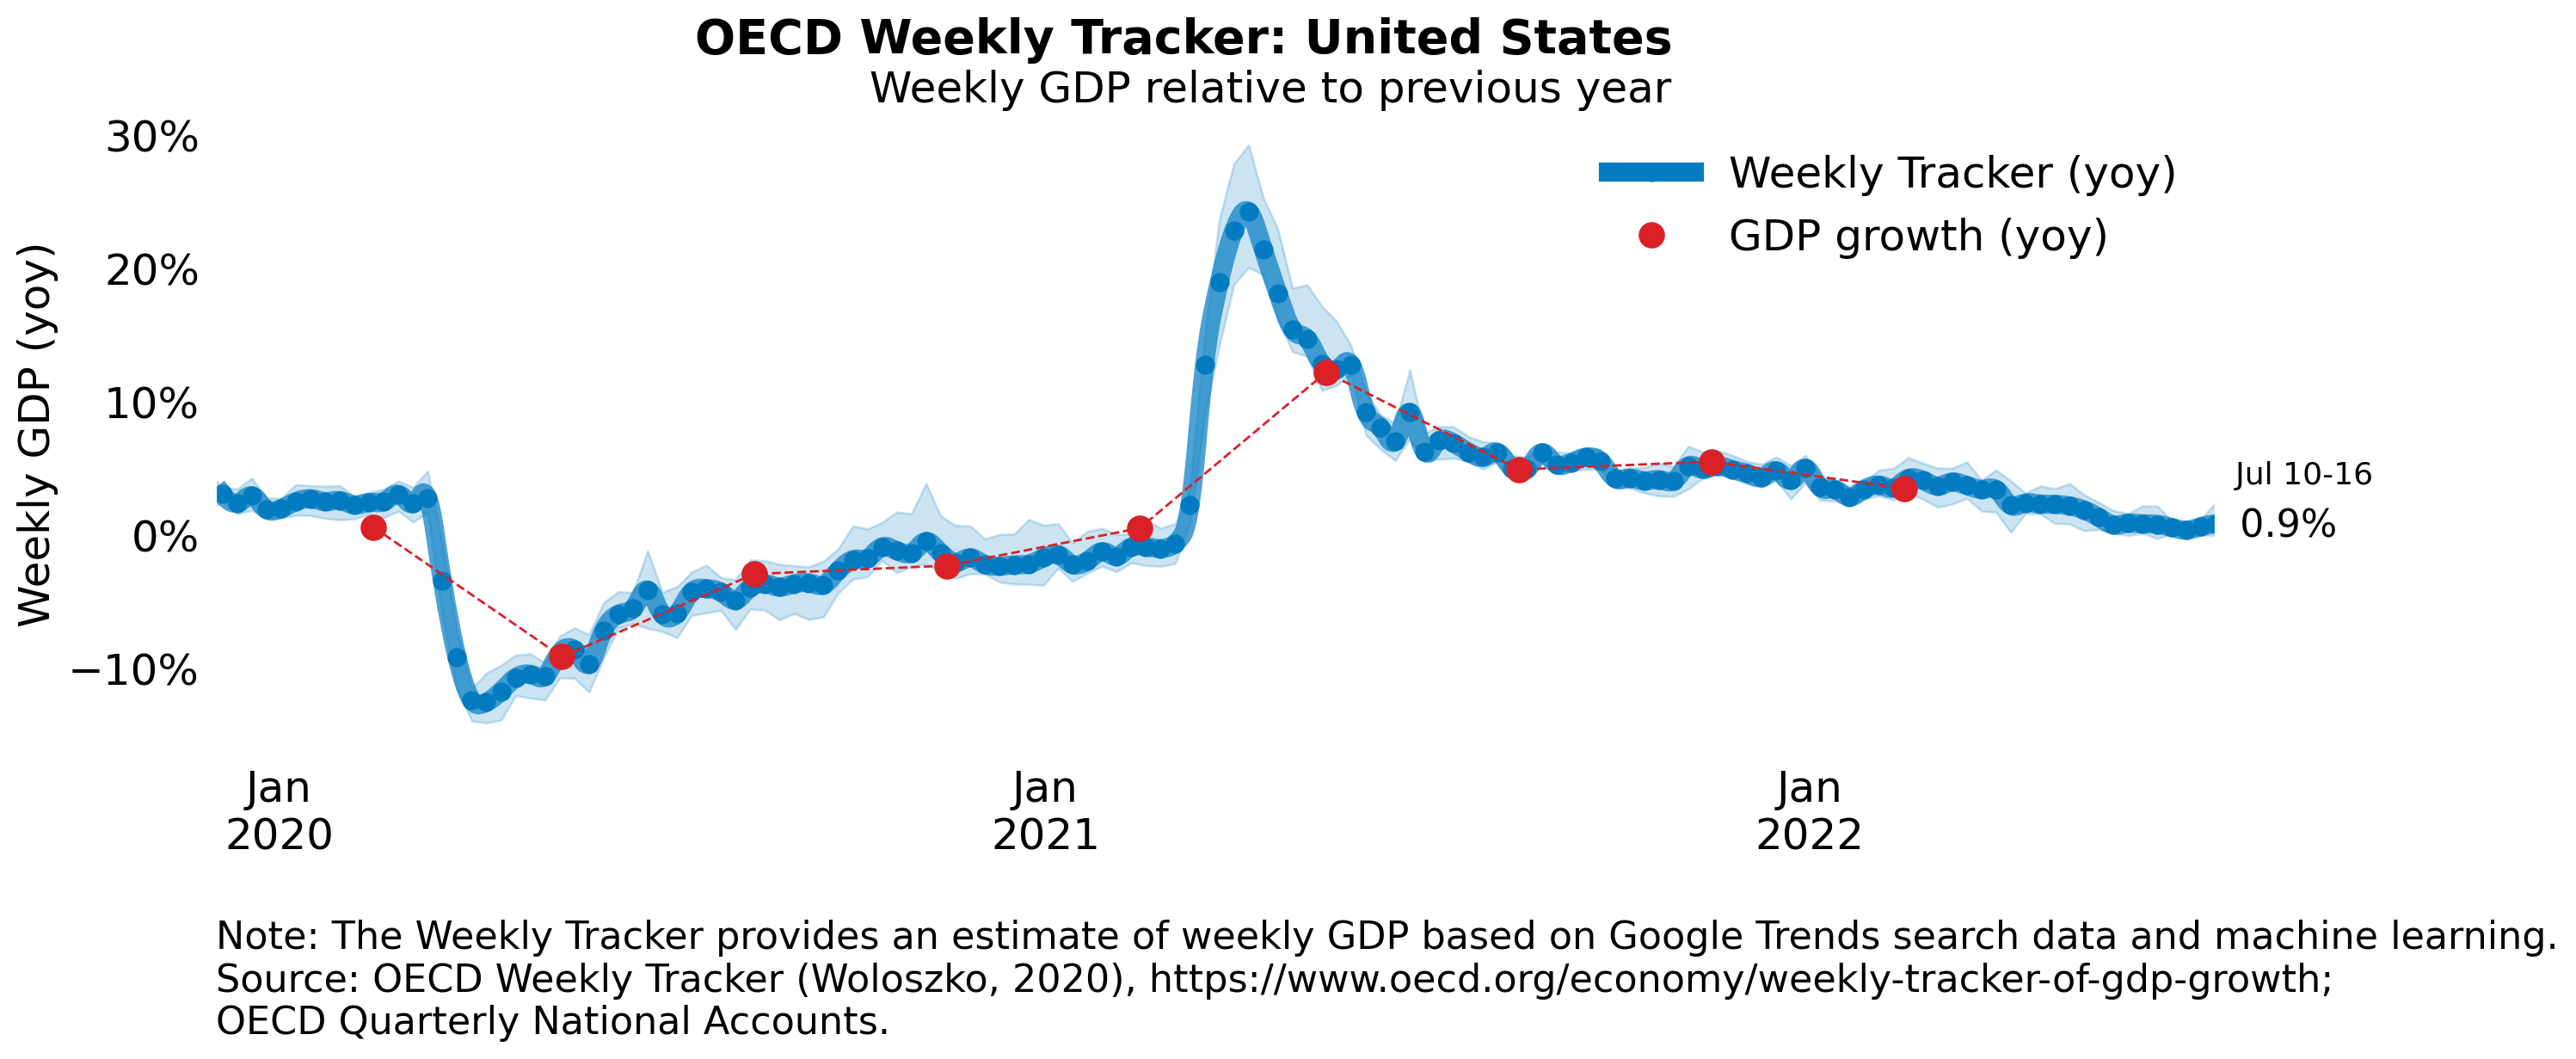 OECD Weekly Tracker: United States
Weekly GDP relative to previous year
Weekly GDP (yoy)
30%
20%
10%
0%
−10%
Weekly Tracker (yoy)
GDP growth (yoy)
Jul 10-16
0.9%
Jan
2020
Jan
2021
Jan
2022
Note: The Weekly Tracker provides an estimate of weekly GDP based on Google Trends search data and machine learning.
Source: OECD Weekly Tracker (Woloszko, 2020), https://www.oecd.org/economy/weekly-tracker-of-gdp-growth;
OECD Quarterly National Accounts.